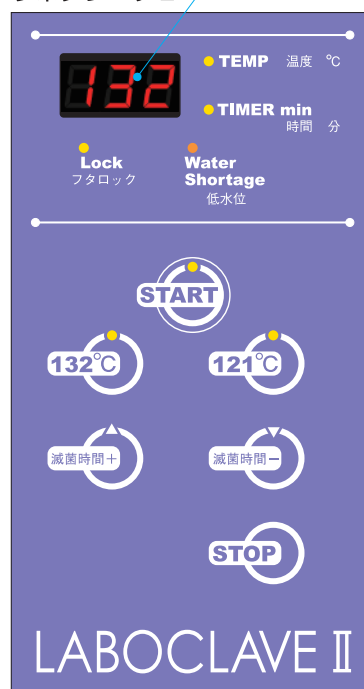 132
TEMP 温度 ℃
TIMER min
時間 分
Lock
フタロック
Water
Shortage
低水位
START
132℃
121℃
滅菌時間＋
滅菌時間－
STOP
LABOCLAVE Ⅱ